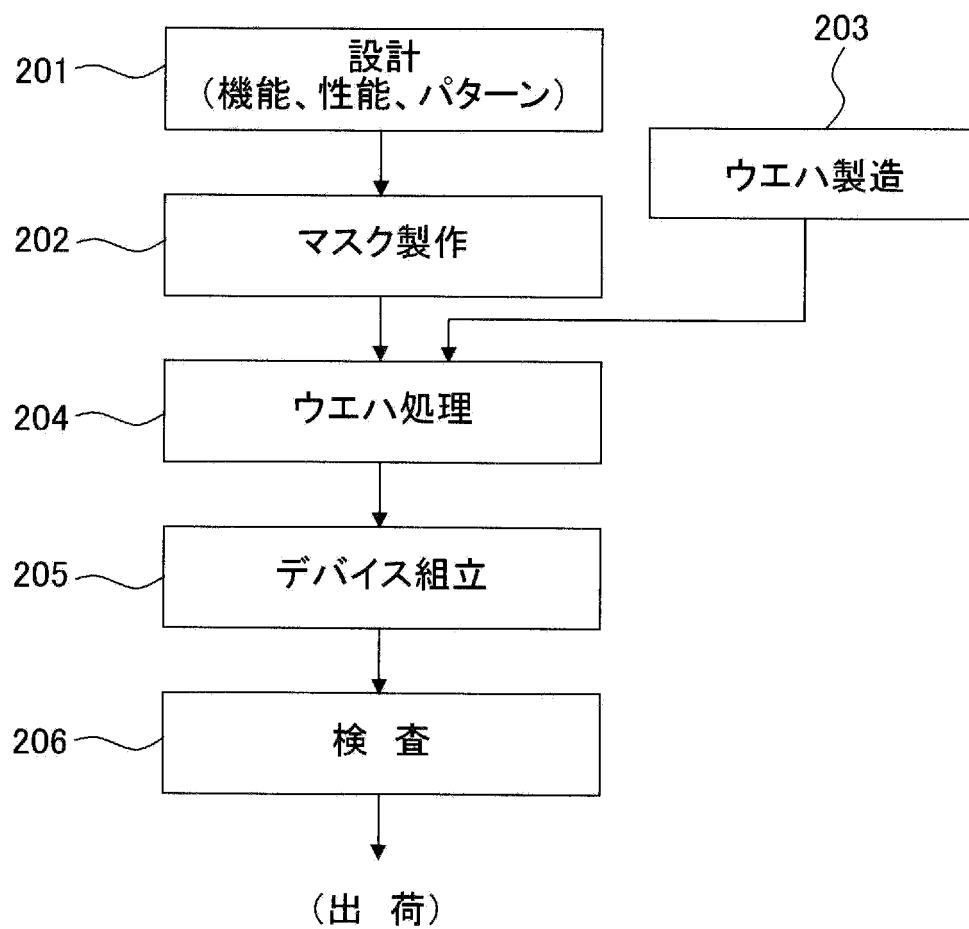 201
設計
（機能、性能、パターン）
203
ウエハ製造
202
マスク製作
204
ウエハ処理
205
デバイス組立
206
検 査
（出 荷）